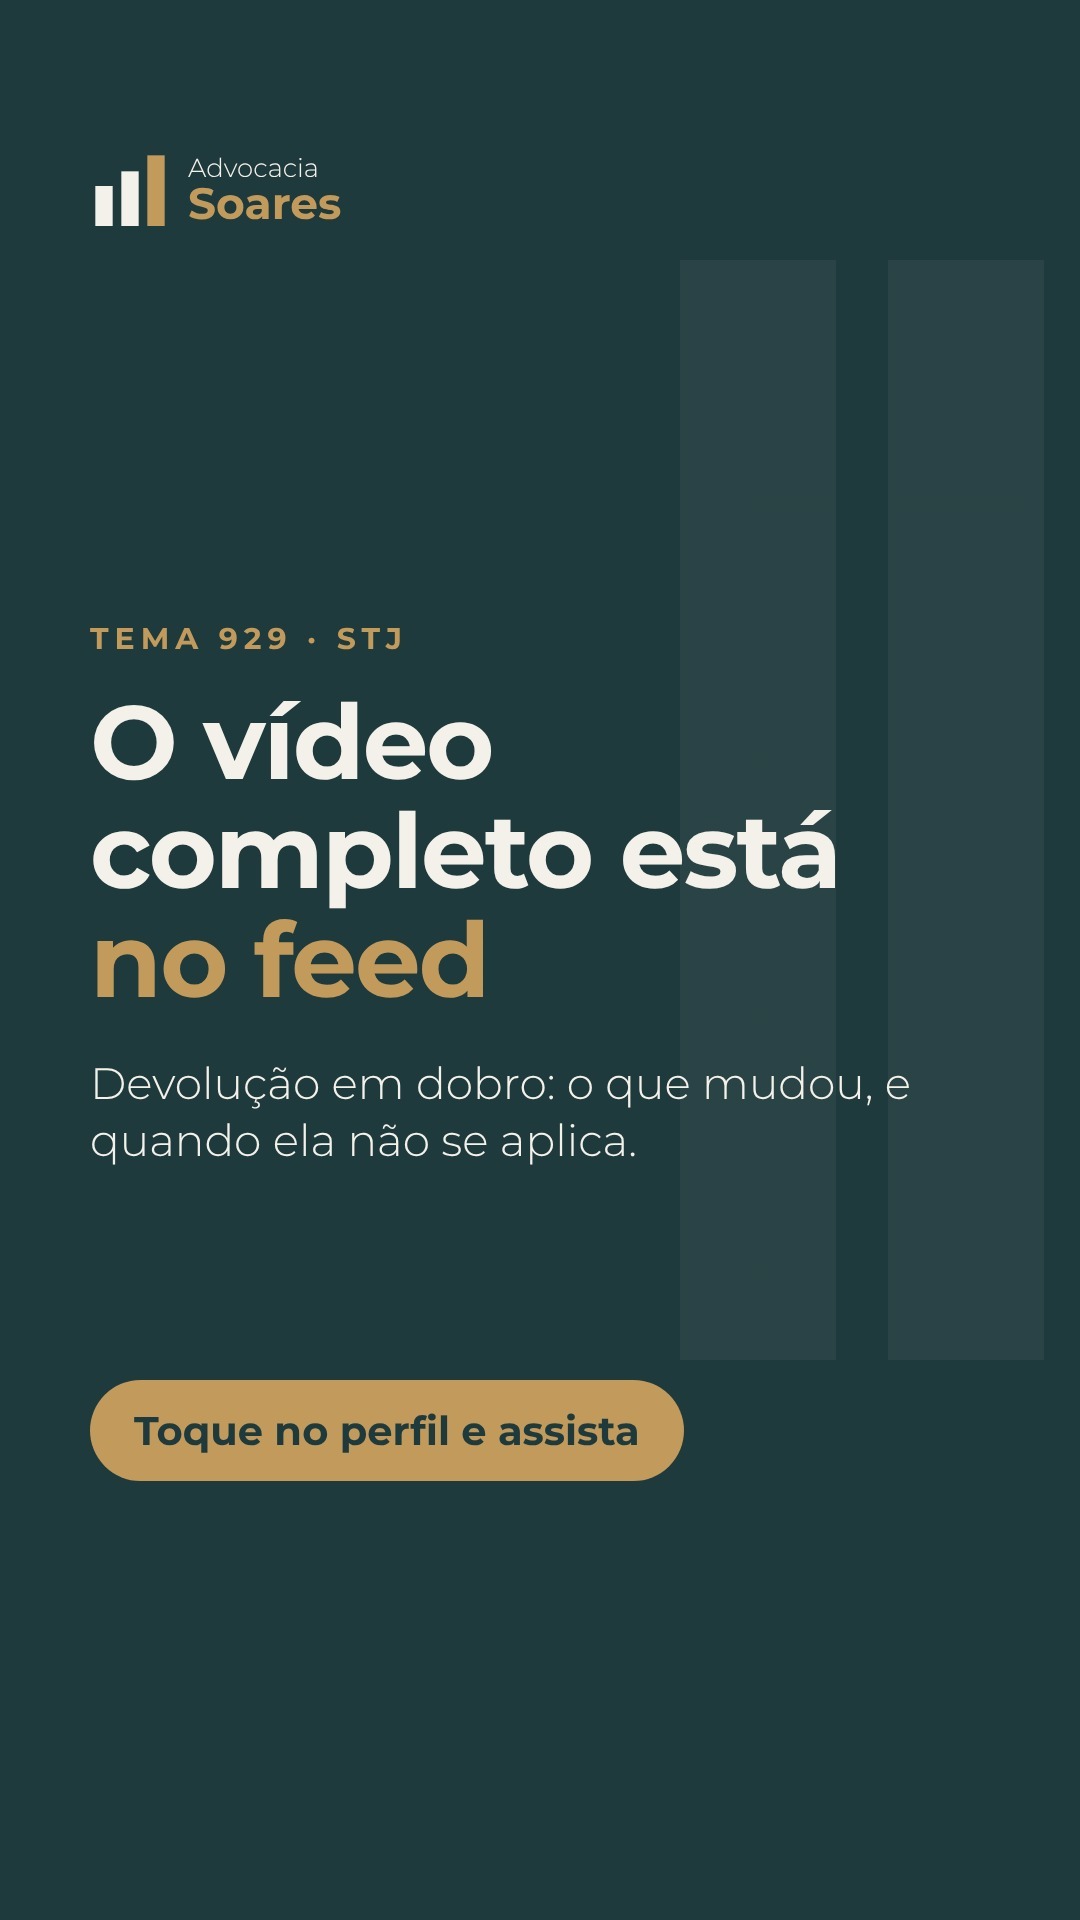 Advocacia
Soares
TEMA 929 · STJ
O vídeo
completo está
no feed
Devolução em dobro: o que mudou, e
quando ela não se aplica.
Toque no perfil e assista